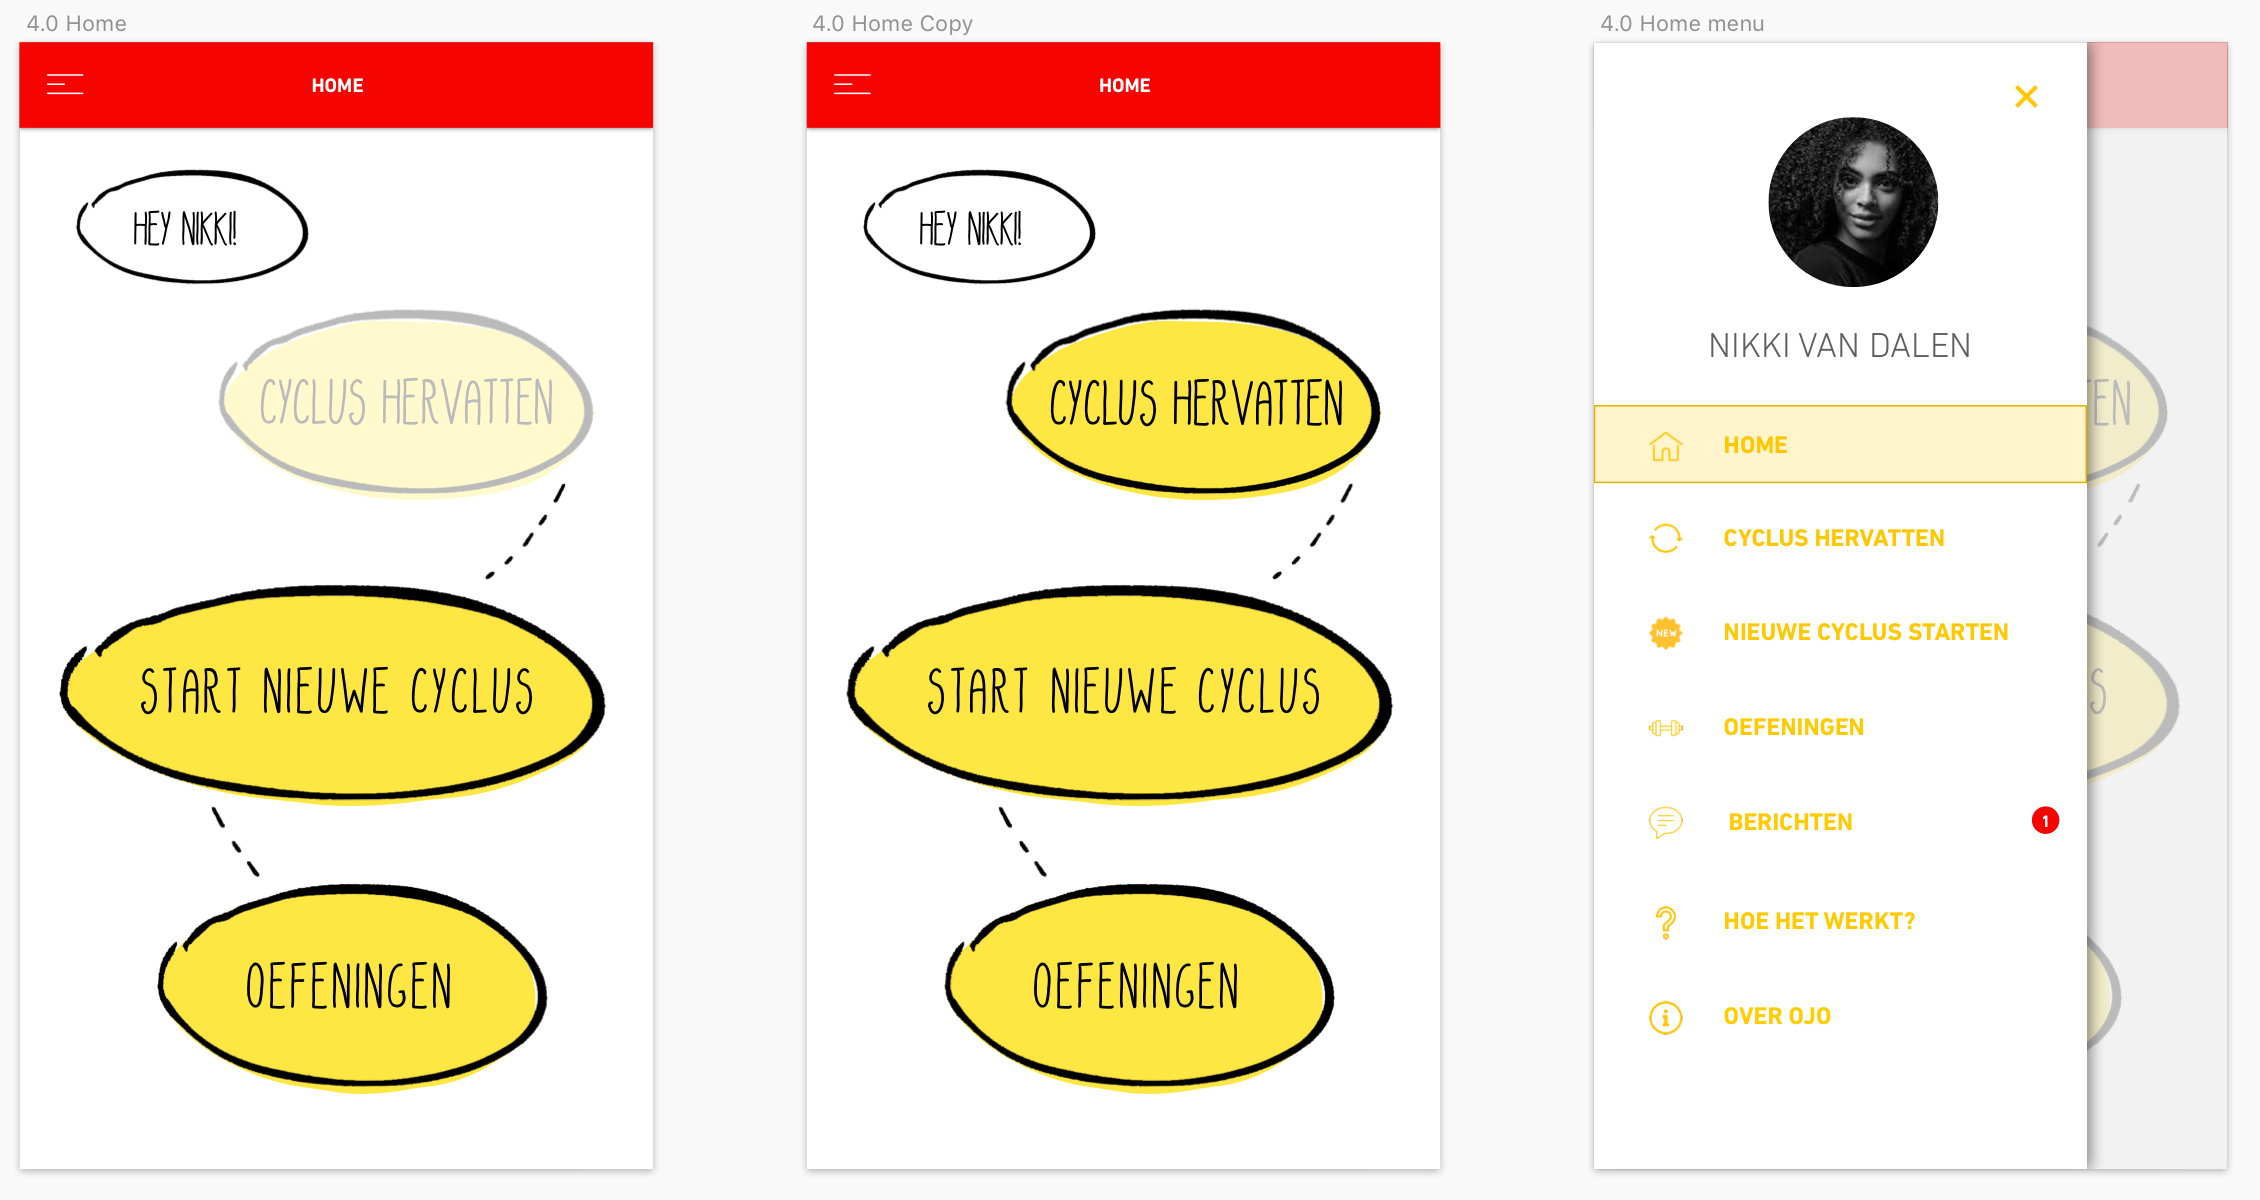 4.0 Home
HOME
HEY NIKKI!
CYCLUS HERVATTEN
START NIEUWE CYCLUS
OEFENINGEN
4.0 Home Copy
HOME
HEY NIKKI!
CYCLUS HERVATTEN
START NIEUWE CYCLUS
OEFENINGEN
4.0 Home menu
NIKKI VAN DALEN
HOME
CYCLUS HERVATTEN
NEW
NIEUWE CYCLUS STARTEN
OEFENINGEN
BERICHTEN
1
HOE HET WERKT?
OVER OJO
EN
S